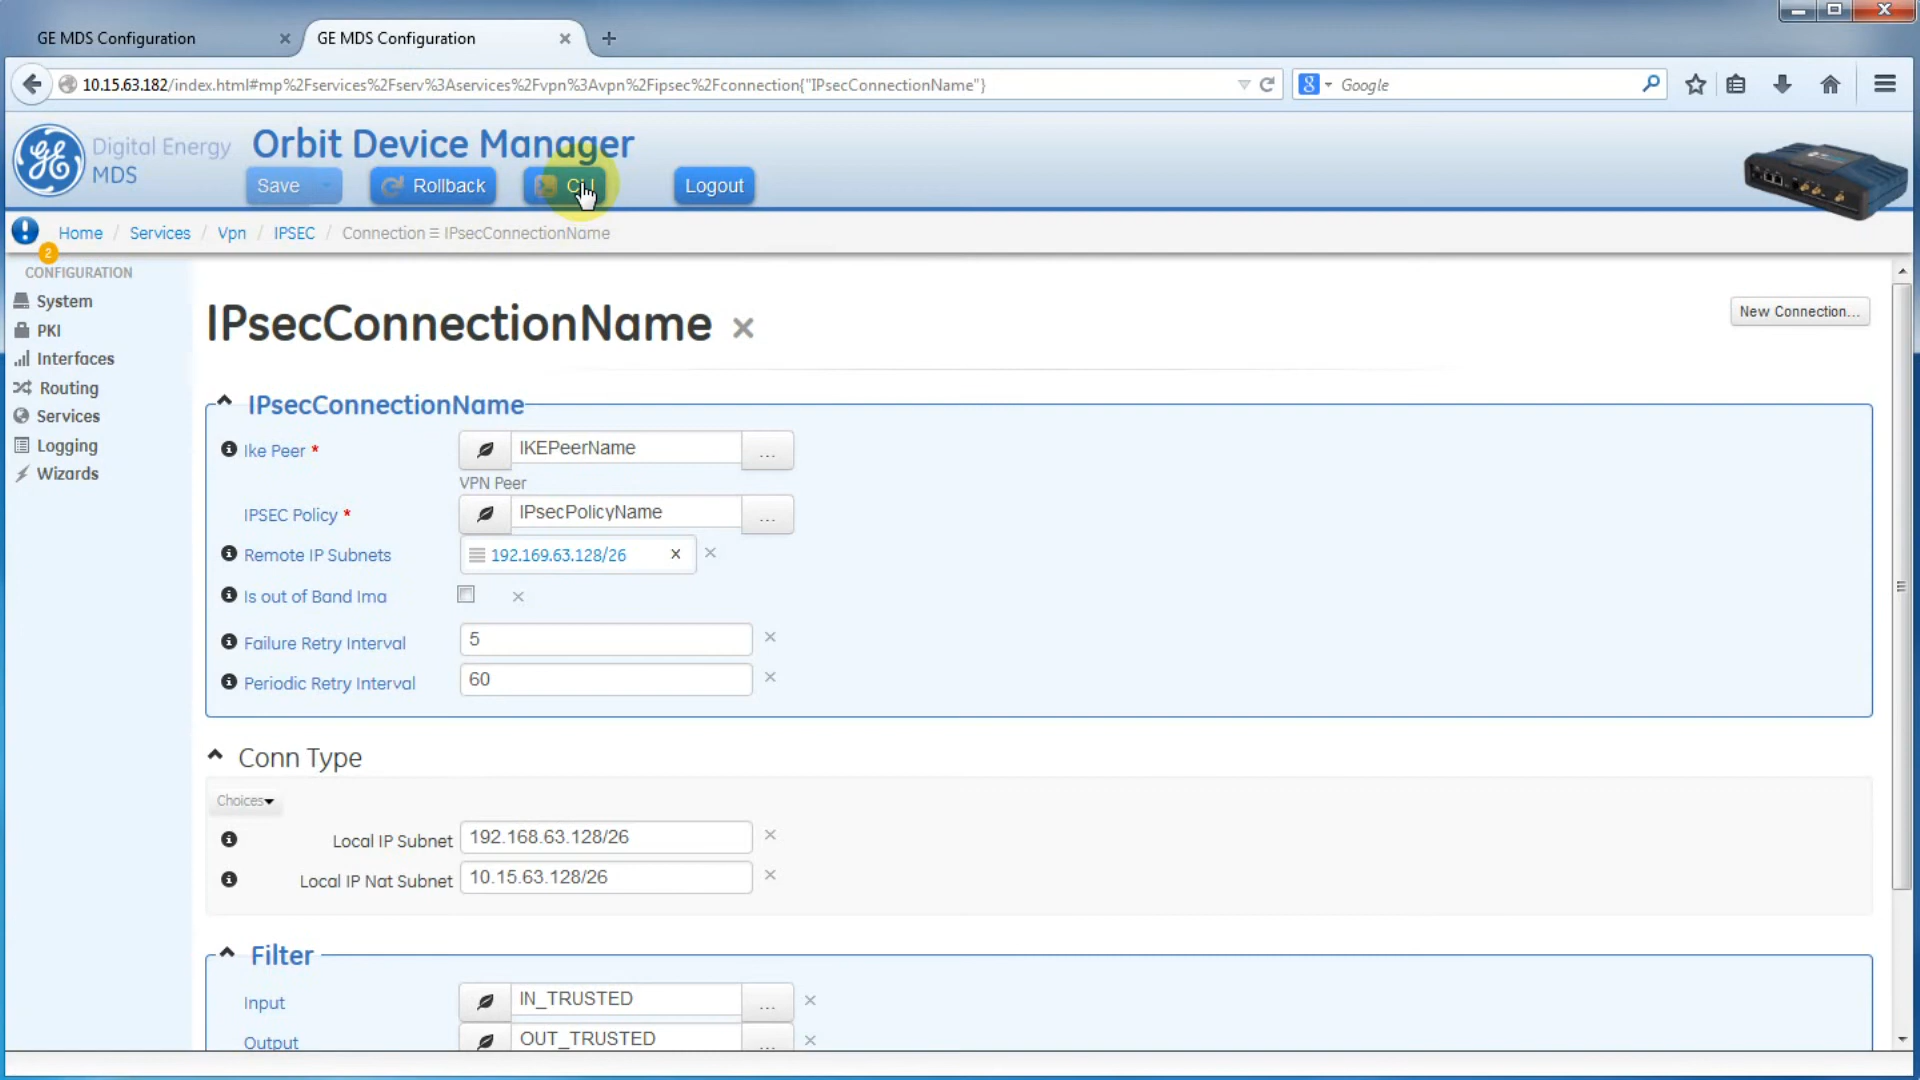 GE MDS Configuration
GE MDS Configuration
10.15.63.182/index.html#mp%2Fservices%2Fserv%3Aservices%2Fvpn%3Avpn%2Fipsec%2Fconnection{"IPsecConnectionName"}
8
Google
Digital Energy
MDS
Orbit Device Manager
Save
Rollback
CLI
Logout
Home / Services / Vpn / IPSEC / Connection ≡ IPsecConnectionName
2
CONFIGURATION
System
PKI
Interfaces
Routing
Services
Logging
Wizards
IPsecConnectionName
New Connection...
IPsecConnectionName
Ike Peer *
IKEPeerName
...
VPN Peer
IPSEC Policy *
IPsecPolicyName
...
Remote IP Subnets
192.169.63.128/26
Is out of Band Ima
Failure Retry Interval
5
Periodic Retry Interval
60
Conn Type
Choices
Local IP Subnet
192.168.63.128/26
Local IP Nat Subnet
10.15.63.128/26
Filter
Input
IN_TRUSTED
...
Output
OUT_TRUSTED
...